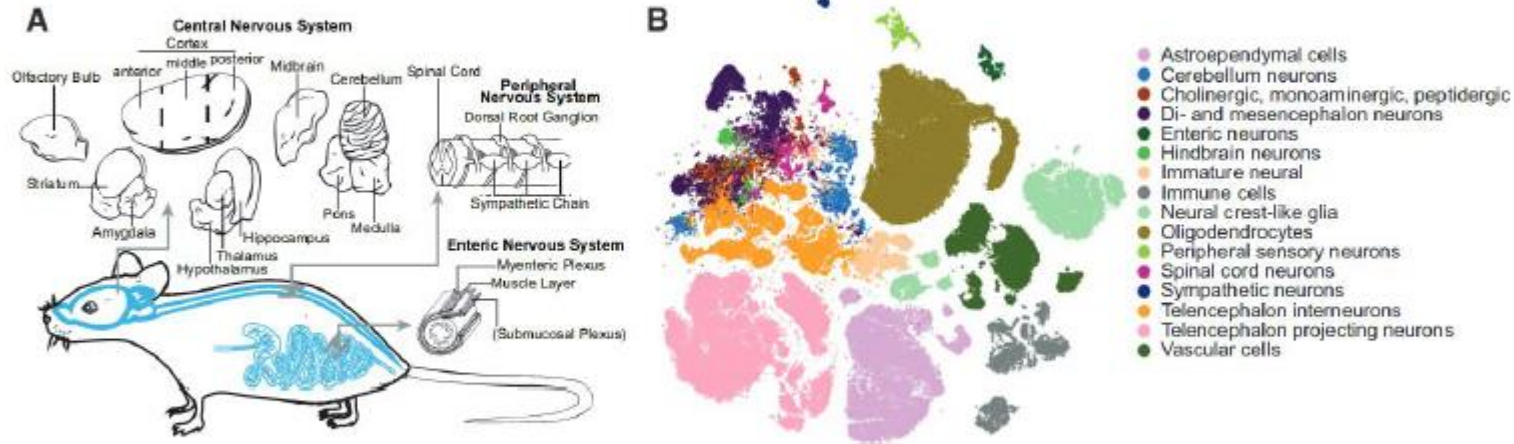 A
Central Nervous System
Cortex
anterior
middle
posterior
Olfactory Bulb
Midbrain
Cerebellum
Spinal Cord
Peripheral
Nervous System
Dorsal Root Ganglion
Striatum
Amygdala
Hippocampus
Thalamus
Hypothalamus
Pons
Medulla
Sympathetic Chain
Enteric Nervous System
Myenteric Plexus
Muscle Layer
(Submucosal Plexus)
B
Astroependymal cells
Cerebellum neurons
Cholinergic, monoaminergic, peptidergic
Di- and mesencephalon neurons
Enteric neurons
Hindbrain neurons
Immature neural
Immune cells
Neural crest-like glia
Oligodendrocytes
Peripheral sensory neurons
Spinal cord neurons
Sympathetic neurons
Telencephalon interneurons
Telencephalon projecting neurons
Vascular cells